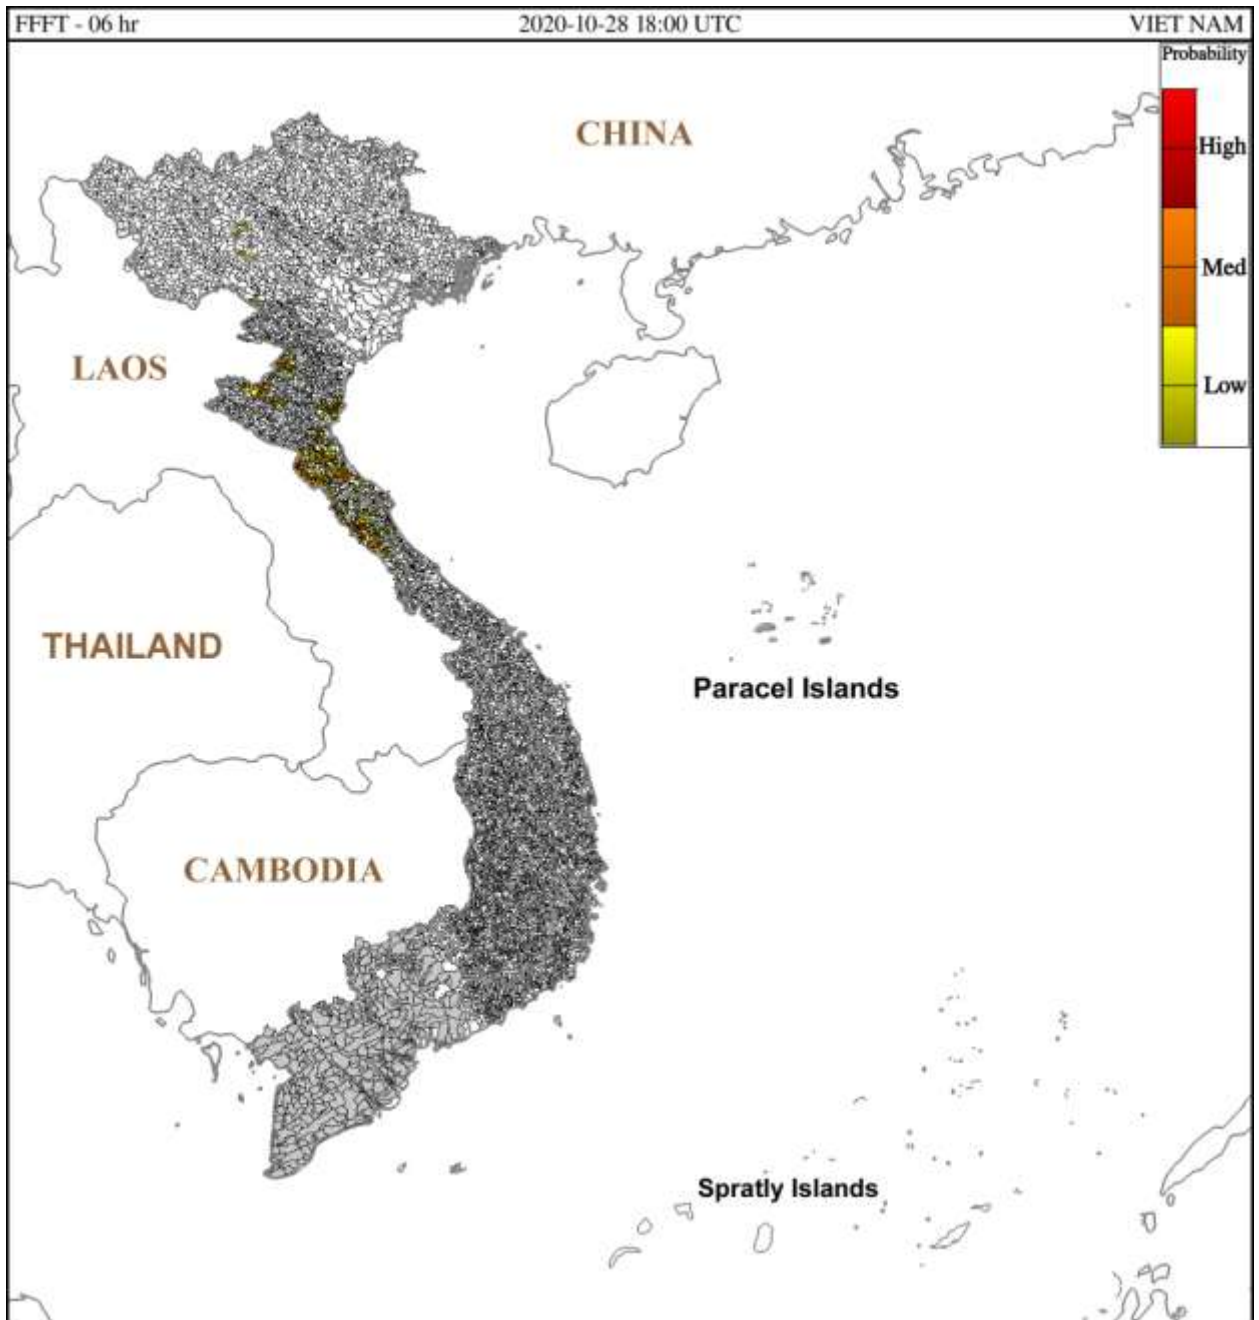 FFFT - 06 hr 2020-10-28 18:00 UTC VIET NAM
Probability
CHINA
High
Med
LAOS
Low
THAILAND
Paracel Islands
CAMBODIA
Spratly Islands